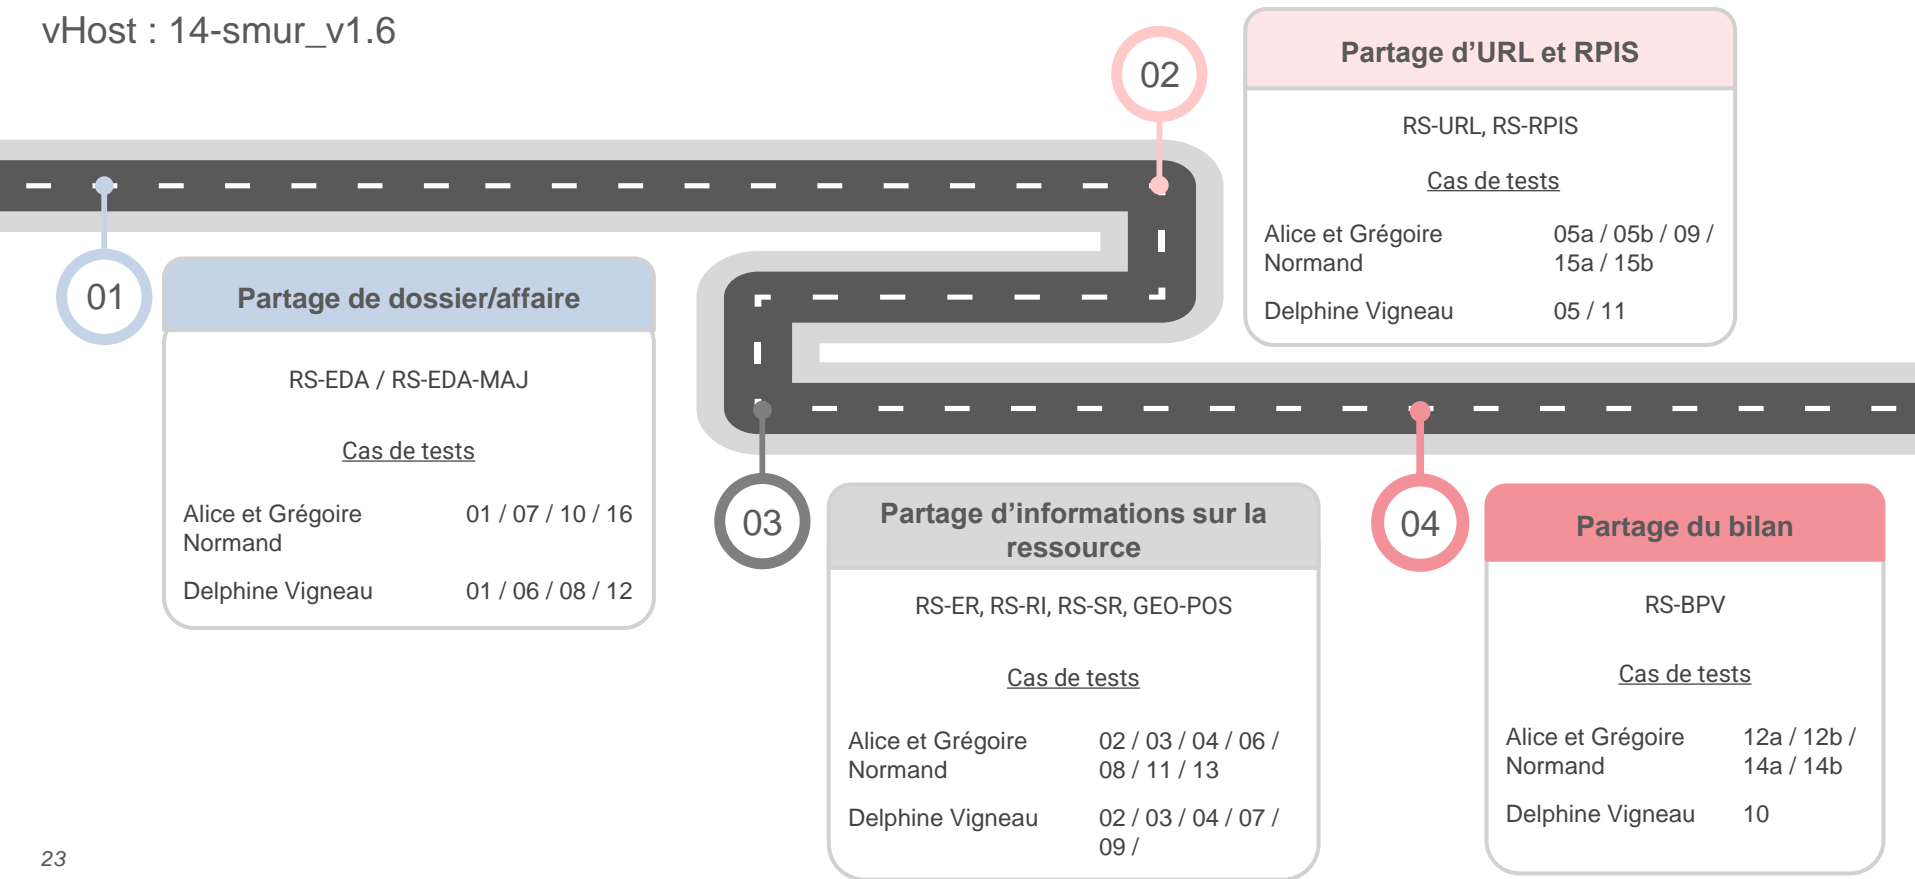 vHost : 14-smur_v1.6
01
Partage de dossier/affaire
RS-EDA / RS-EDA-MAJ
Cas de tests
Alice et Grégoire 01 / 07 / 10 / 16
Normand
Delphine Vigneau 01 / 06 / 08 / 12
02
Partage d’URL et RPIS
RS-URL, RS-RPIS
Cas de tests
Alice et Grégoire 05a / 05b / 09 /
Normand 15a / 15b
Delphine Vigneau 05 / 11
03
Partage d’informations sur la
ressource
RS-ER, RS-RI, RS-SR, GEO-POS
Cas de tests
Alice et Grégoire 02 / 03 / 04 / 06 /
Normand 08 / 11 / 13
Delphine Vigneau 02 / 03 / 04 / 07 /
09 /
04
Partage du bilan
RS-BPV
Cas de tests
Alice et Grégoire 12a / 12b /
Normand 14a / 14b
Delphine Vigneau 10
23